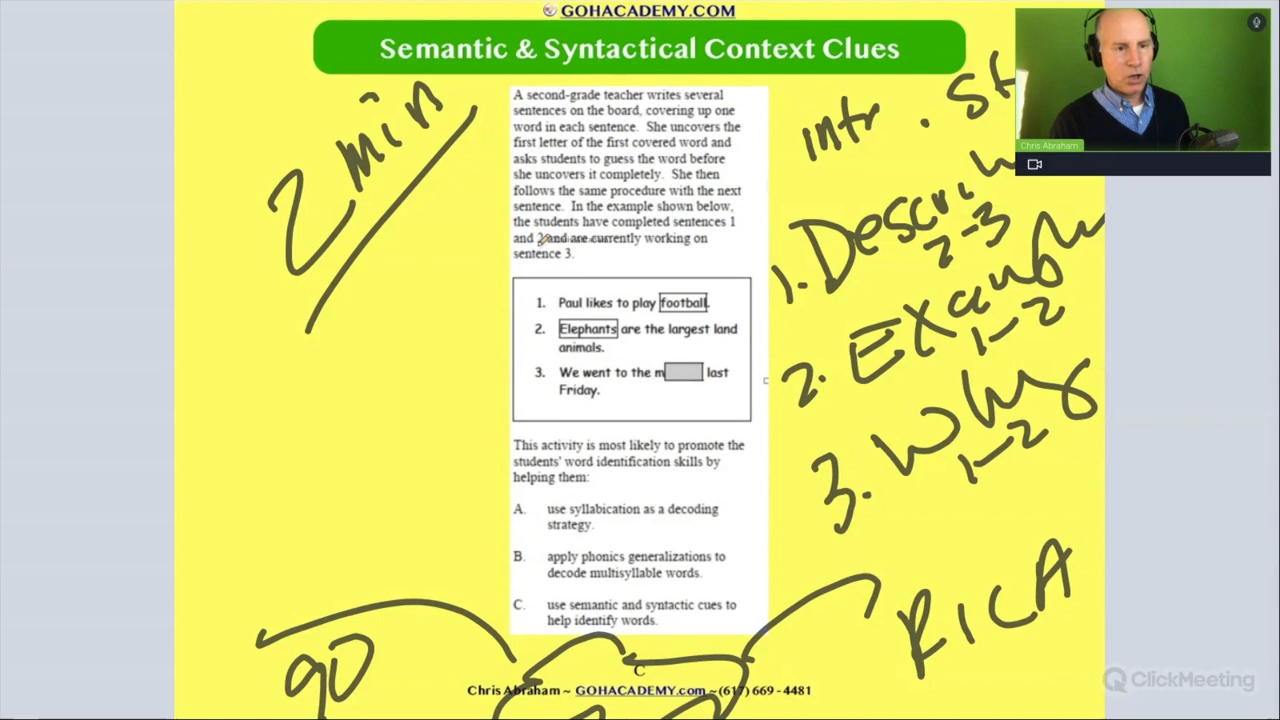 GOHACADEMY.COM
Semantic & Syntactical Context Clues
Chris Abraham
2 min
intr. St
A second-grade teacher writes several
sentences on the board, covering up one
word in each sentence. She uncovers the
first letter of the first covered word and
asks students to guess the word before
she uncovers it completely. She then
follows the same procedure with the next
sentence. In the example shown below,
the students have completed sentences 1
and 2 and are currently working on
sentence 3.
1. Paul likes to play football.
2. Elephants are the largest land
animals.
3. We went to the m last
Friday.
This activity is most likely to promote the
students' word identification skills by
helping them:
A. use syllabication as a decoding
strategy.
B. apply phonics generalizations to
decode multisyllable words.
C. use semantic and syntactic cues to
help identify words.
1.
2-3
2.
1-2
3. Why
1-2
RICA
90
C
Chris Abraham ~ GOHACADEMY.com ~(617) 669 - 4481
ClickMeeting